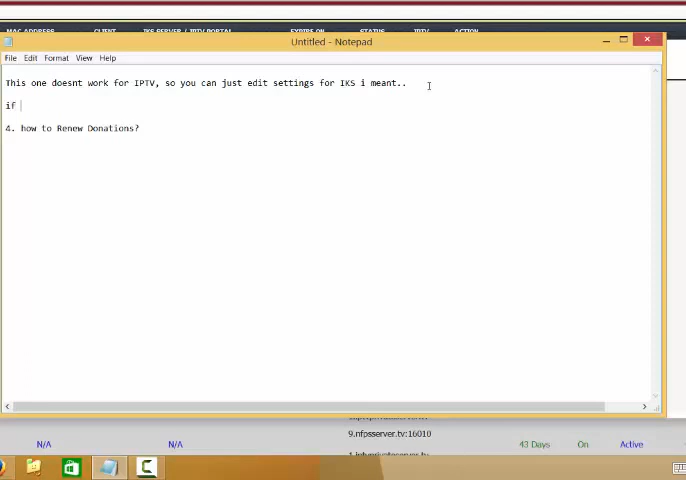 MAC ADDRESS CLIENT IKS SERVER / IPTV PORTAL EXPIRES ON STATUS IPTV ACTION
Untitled - Notepad
File Edit Format View Help
This one doesnt work for IPTV, so you can just edit settings for IKS i meant..
if
4. how to Renew Donations?
9.nfpsserver.tv:16010
N/A N/A 43 Days On Active